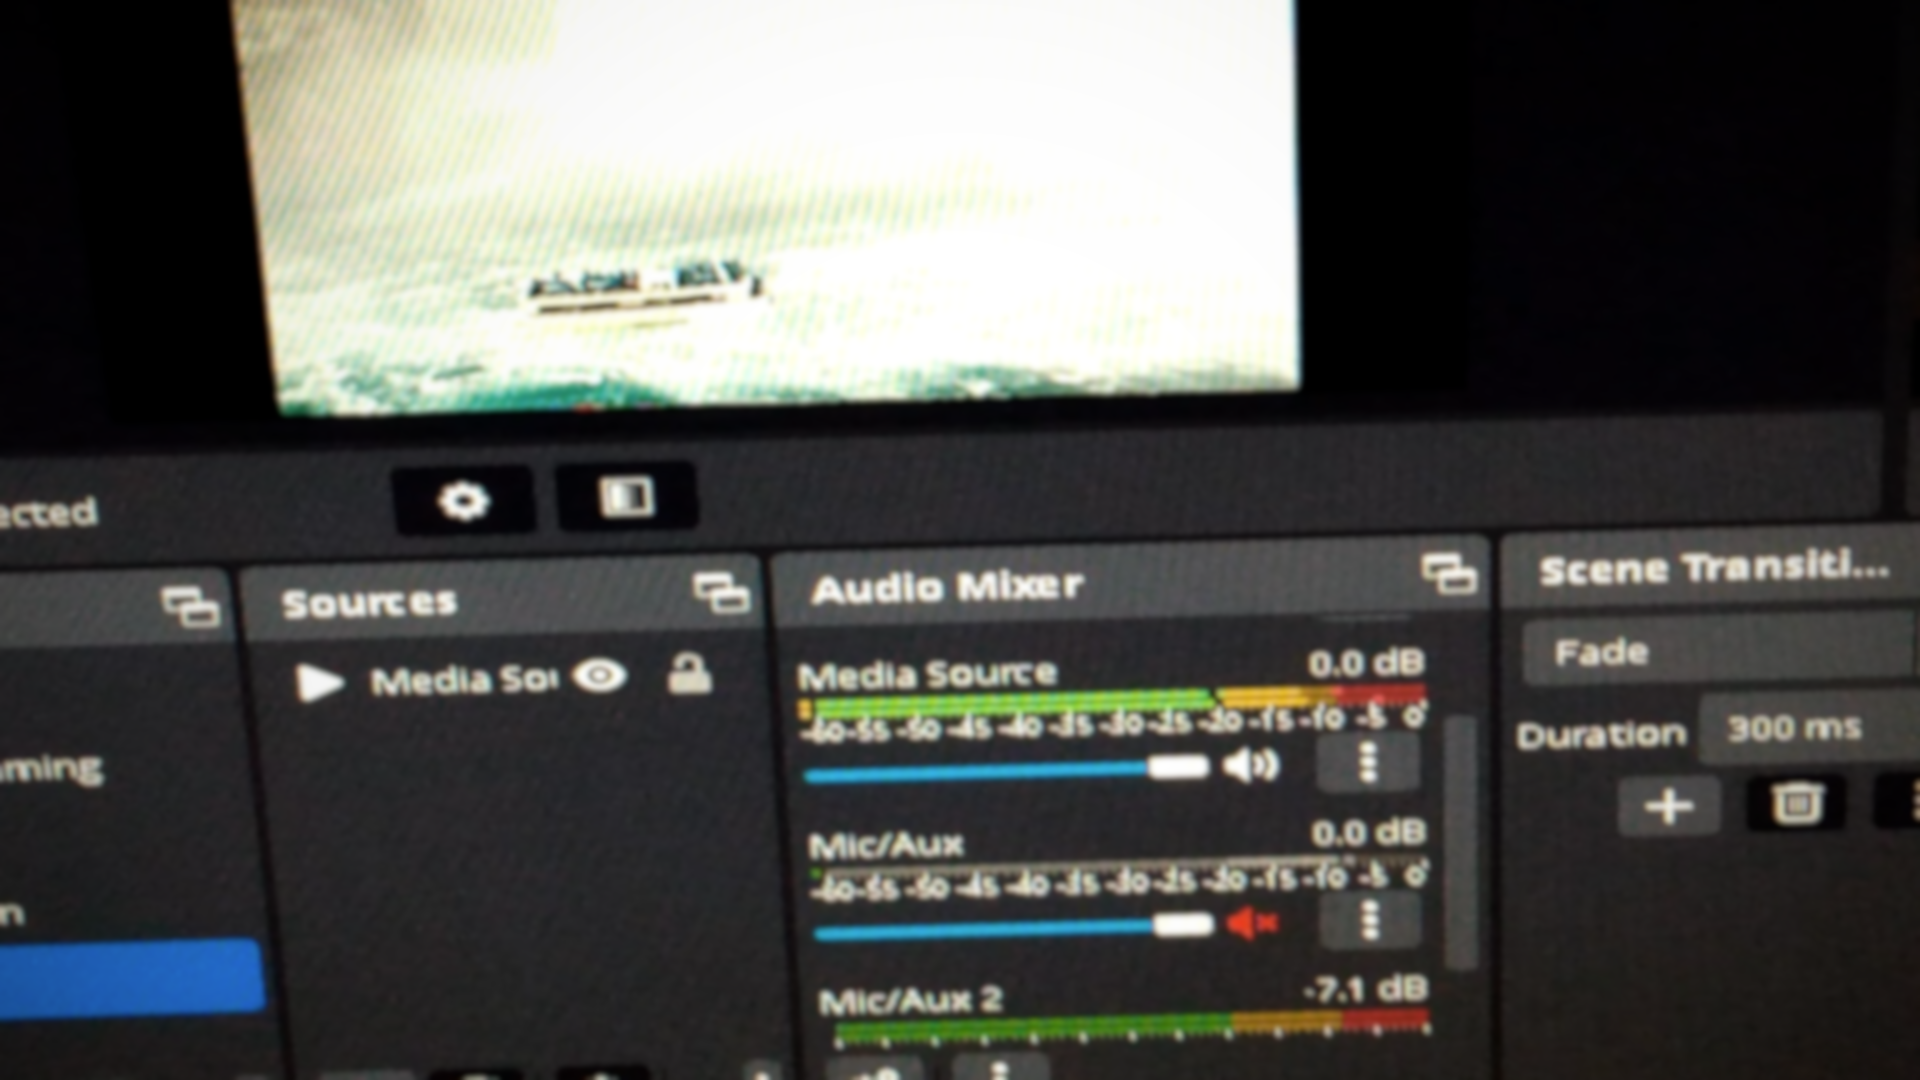 ected
Sources
Audio Mixer
Scene Transiti...
Media Sou
Media Source
0.0 dB
Fade
-60 -55 -50 -45 -40 -35 -30 -25 -20 -15 -10 -5 0
Duration
300 ms
ming
Mic/Aux
0.0 dB
-60 -55 -50 -45 -40 -35 -30 -25 -20 -15 -10 -5 0
n
Mic/Aux 2
-7.1 dB